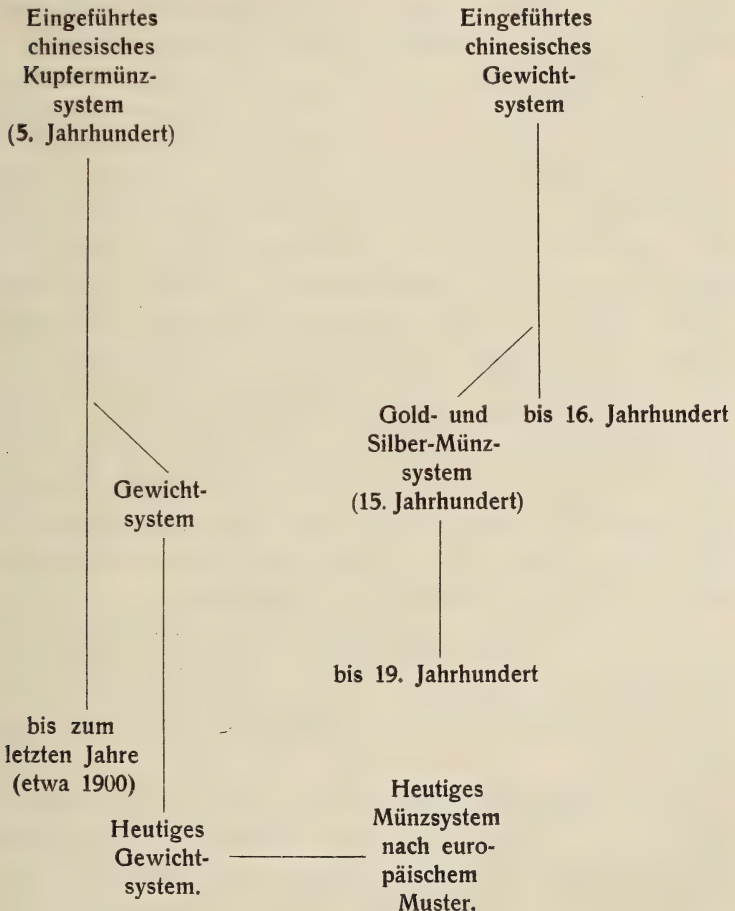 Eingeführtes
chinesisches
Kupfermünz-
system
(5. Jahrhundert)
Eingeführtes
chinesisches
Gewicht-
system
Gold- und
Silber-Münz-
system
(15. Jahrhundert)
bis 16. Jahrhundert
Gewicht-
system
bis 19. Jahrhundert
bis zum
letzten Jahre
(etwa 1900)
Heutiges
Gewicht-
system.
Heutiges
Münzsystem
nach euro-
päischem
Muster.